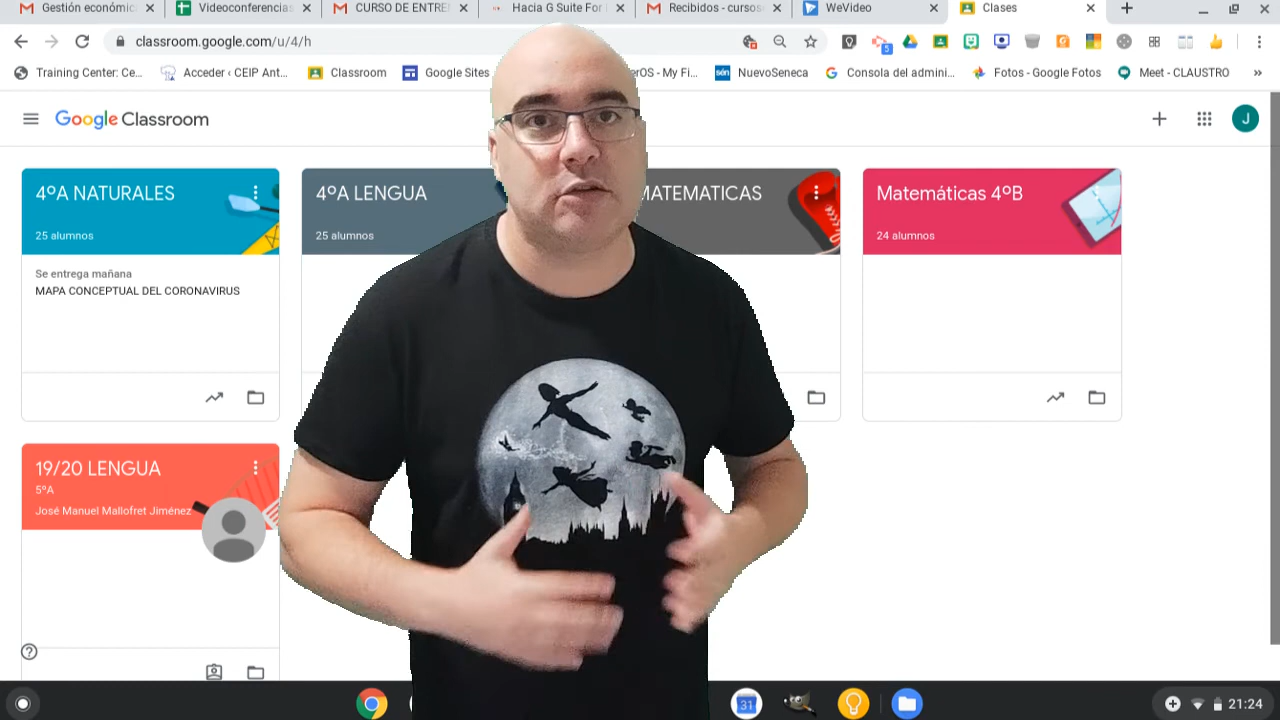 Gestión económic
Videoconferencias
CURSO DE ENTREI
Hacia G Suite For
Recibidos - cursos
WeVideo
Clases
classroom.google.com/u/4/h
5
Training Center: Ce...
Acceder ‹ CEIP Ant...
Classroom
Google Sites
erOS - My Fi...
sén
NuevoSeneca
Consola del admini...
Fotos - Google Fotos
Meet - CLAUSTRO
»
Google Classroom
J
4ºA NATURALES
25 alumnos
Se entrega mañana
MAPA CONCEPTUAL DEL CORONAVIRUS
4ºA LENGUA
25 alumnos
MATEMATICAS
Matemáticas 4ºB
24 alumnos
19/20 LENGUA
5ºA
José Manuel Mallofret Jiménez
31
21:24